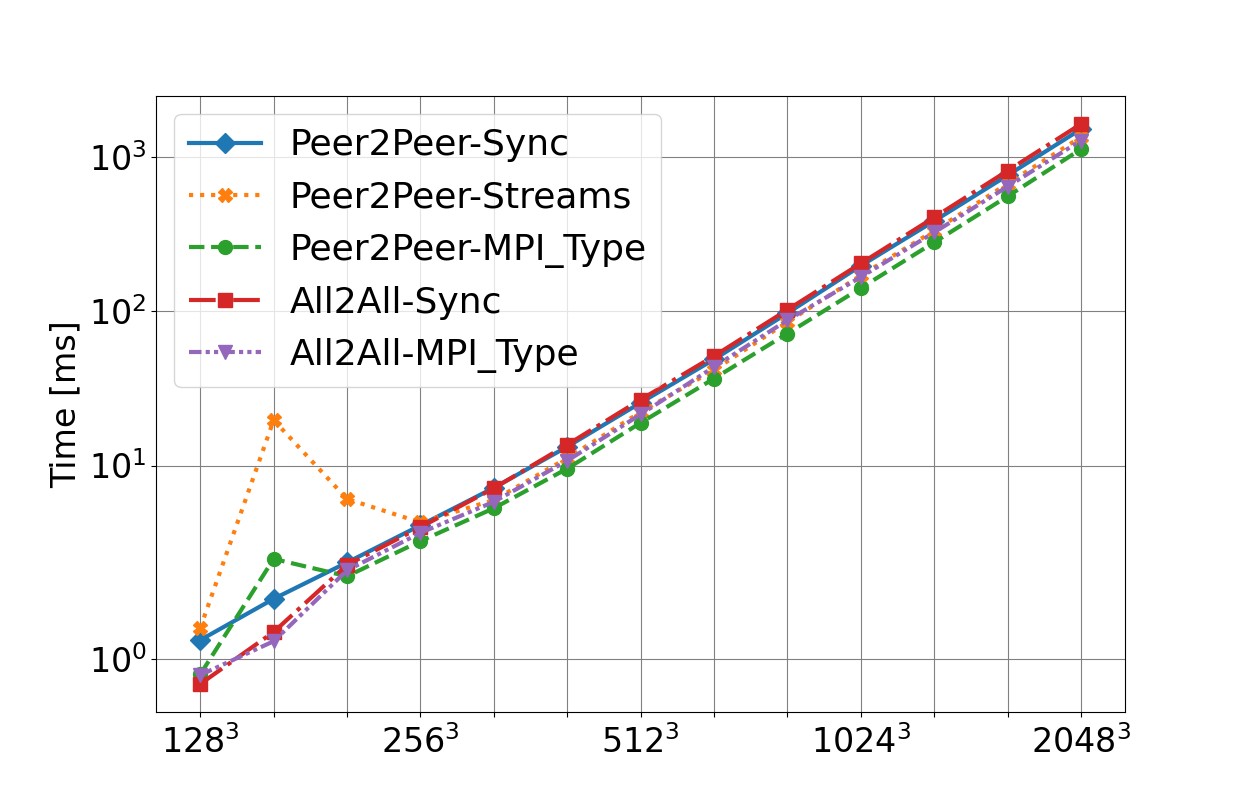 Peer2Peer-Sync
Peer2Peer-Streams
Peer2Peer-MPI_Type
All2All-Sync
All2All-MPI_Type
Time [ms]
10³
10²
10¹
10⁰
128³ 256³ 512³ 1024³ 2048³